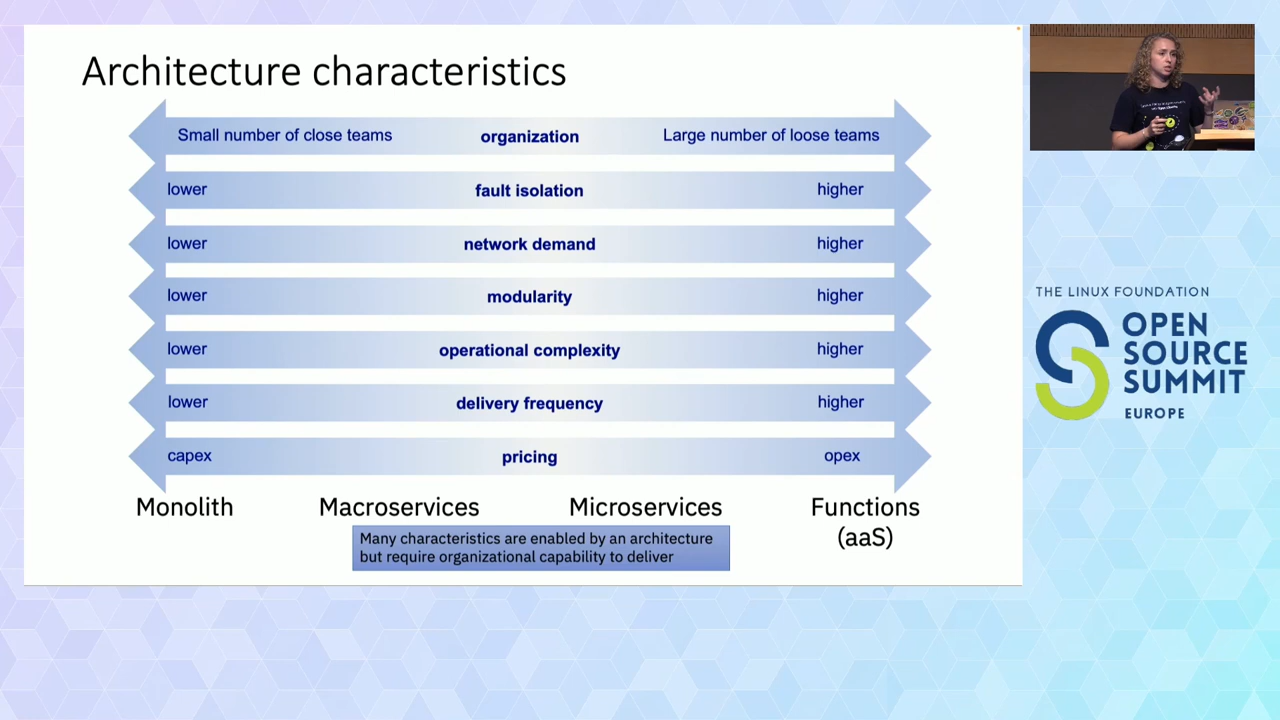 Architecture characteristics
Small number of close teams organization Large number of loose teams
lower fault isolation higher
lower network demand higher
lower modularity higher
lower operational complexity higher
lower delivery frequency higher
capex pricing opex
Monolith Macroservices Microservices Functions
(aaS)
Many characteristics are enabled by an architecture
but require organizational capability to deliver
THE LINUX FOUNDATION
OPEN
SOURCE
SUMMIT
EUROPE